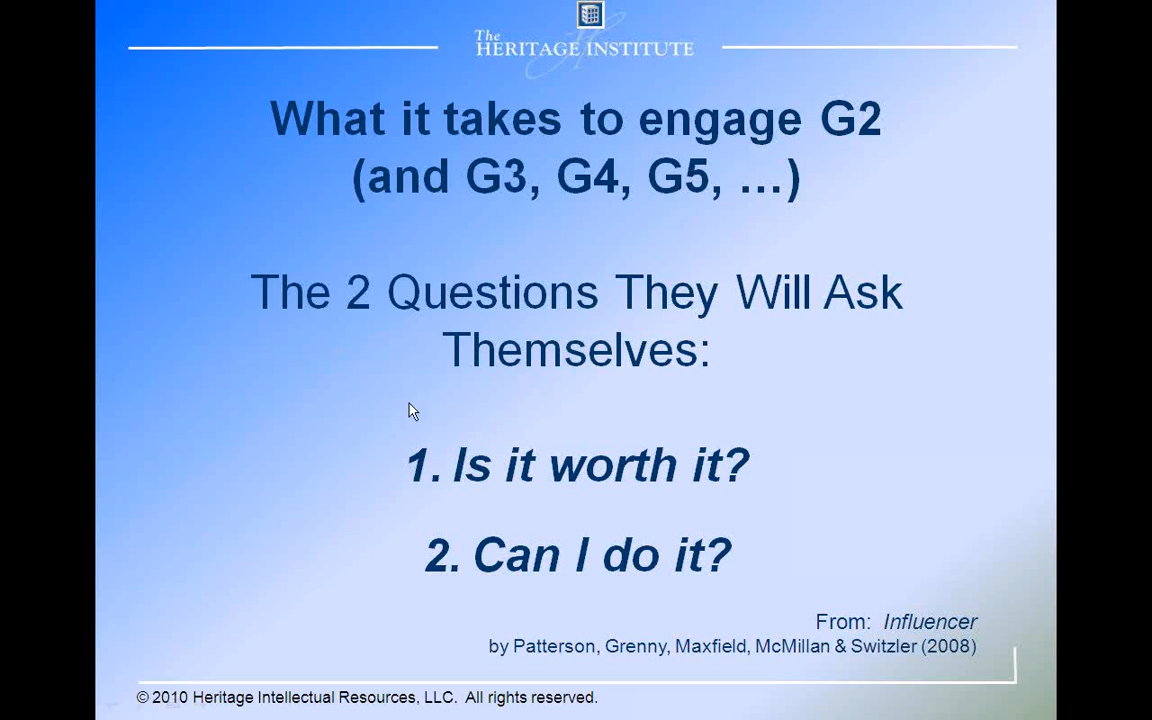 The
HERITAGE INSTITUTE
What it takes to engage G2
(and G3, G4, G5, …)
The 2 Questions They Will Ask
Themselves:
1. Is it worth it?
2. Can I do it?
From: Influencer
by Patterson, Grenny, Maxfield, McMillan & Switzler (2008)
© 2010 Heritage Intellectual Resources, LLC. All rights reserved.